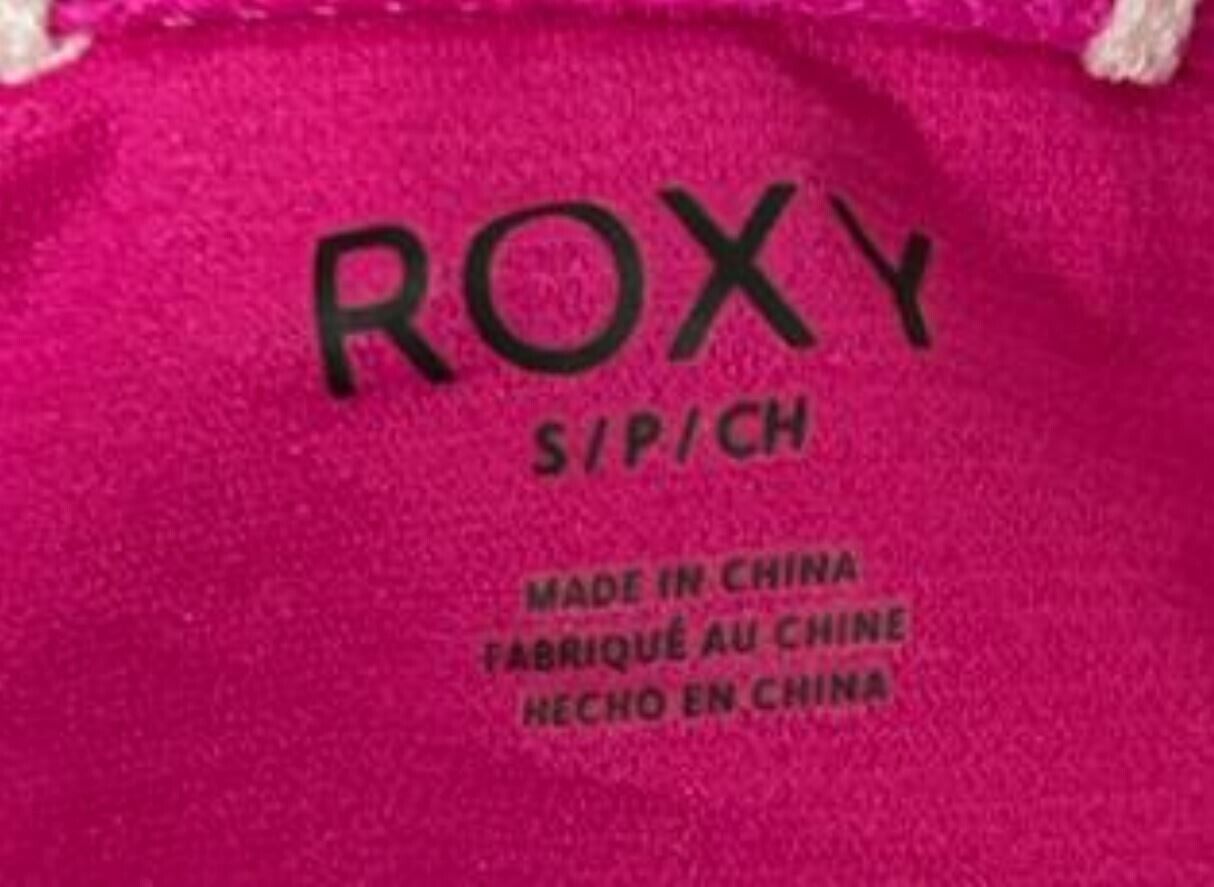 ROXY
S/P/CH
MADE IN CHINA
FABRIQUÉ AU CHINE
HECHO EN CHINA